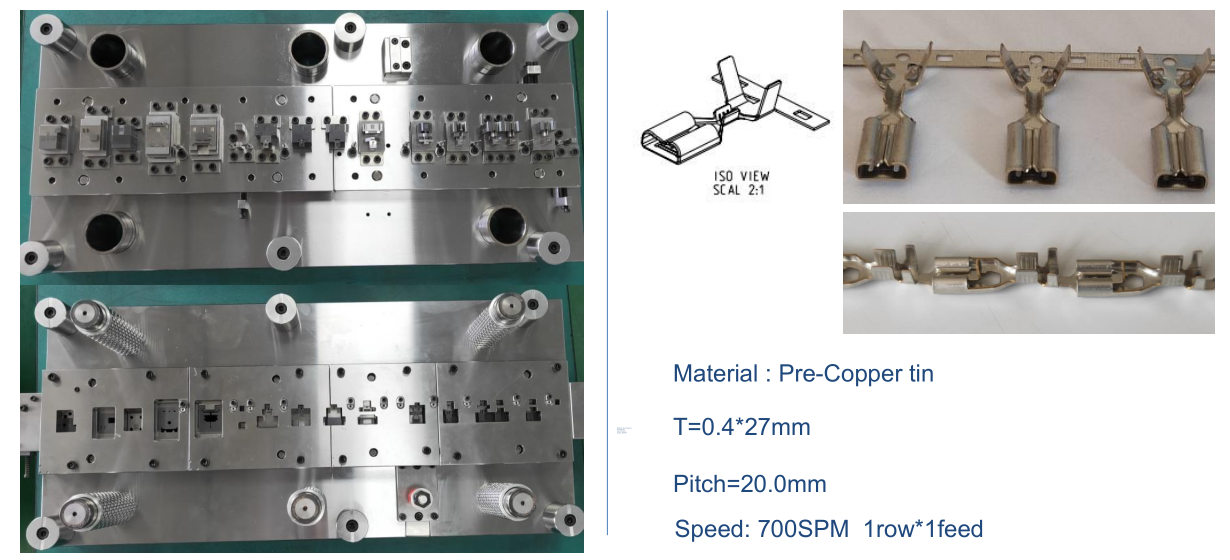 ISO VIEW
SCAL 2:1
Material : Pre-Copper tin
T=0.4*27mm
Pitch=20.0mm
Speed: 700SPM 1row*1feed